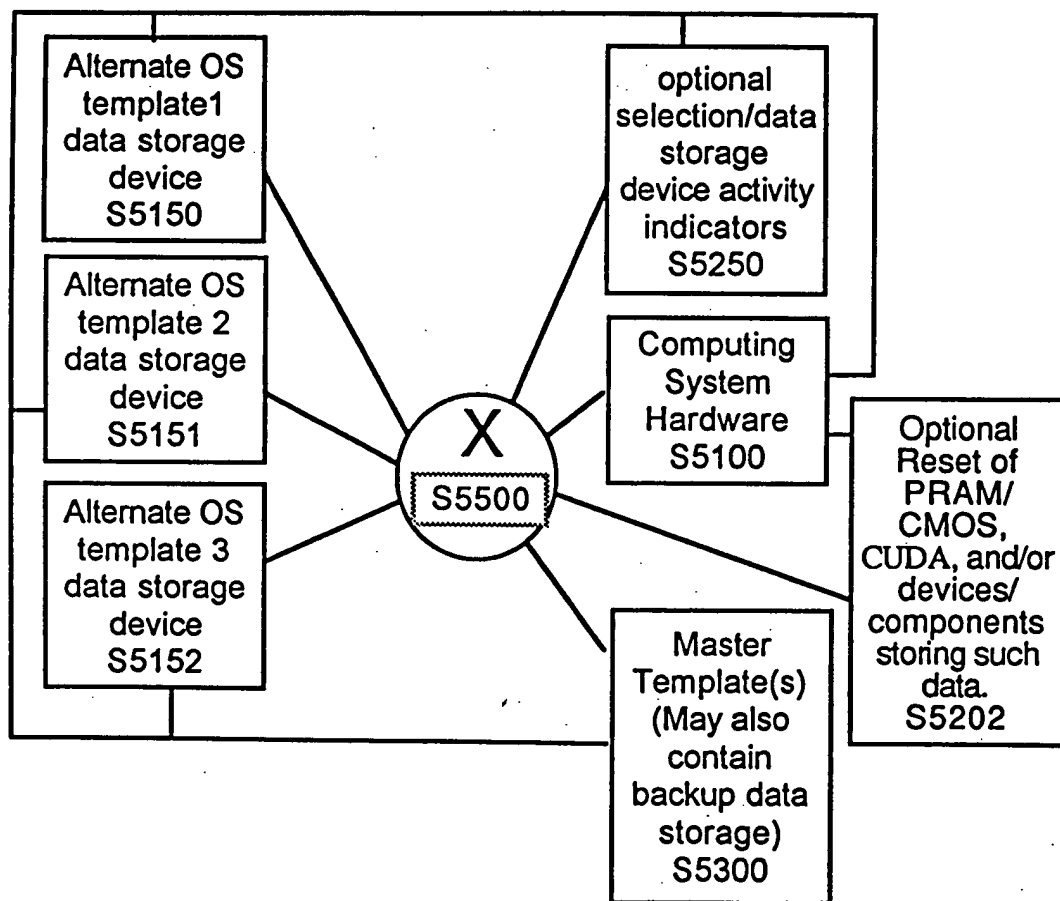 Alternate OS
template1
data storage
device
S5150
Alternate OS
template 2
data storage
device
S5151
Alternate OS
template 3
data storage
device
S5152
X
S5500
optional
selection/data
storage
device activity
indicators
S5250
Computing
System
Hardware
S5100
Optional
Reset of
PRAM/
CMOS,
CUDA, and/or
devices/
components
storing such
data.
S5202
Master
Template(s)
(May also
contain
backup data
storage)
S5300